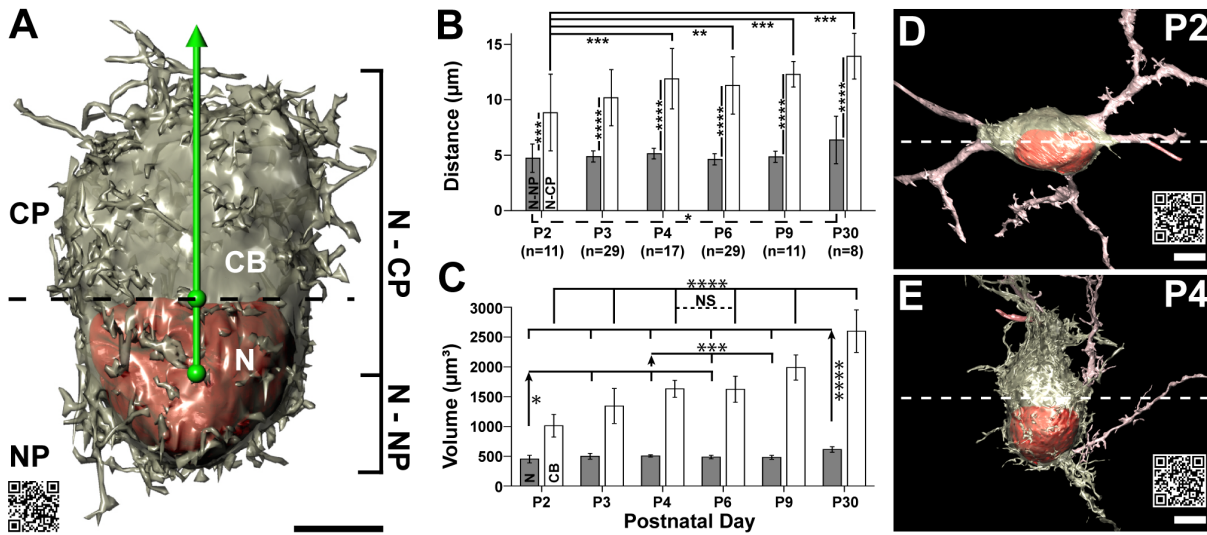 A
CP
CB
N
NP
N - CP
N - NP
B
***
**
***
***
15
10
5
0
Distance (µm)
***
****
****
****
****
****
N-NP
N-CP
*
P2
P3
P4
P6
P9
P30
(n=11)
(n=29)
(n=17)
(n=29)
(n=11)
(n=8)
C
****
NS
3000
2500
2000
1500
1000
500
0
Volume (µm³)
***
*
****
N
CB
P2
P3
P4
P6
P9
P30
Postnatal Day
D
P2
E
P4